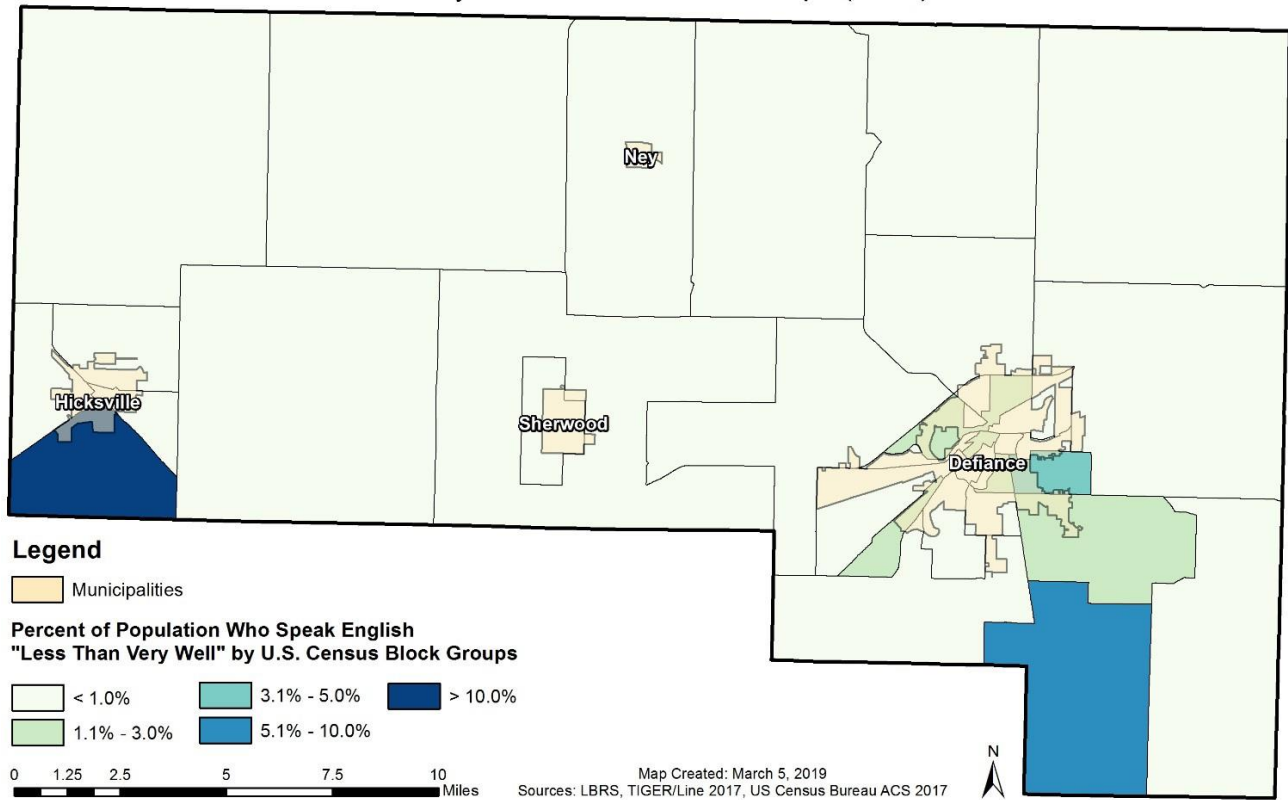 Ney
Hicksville
Sherwood
Defiance
Legend
Municipalities
Percent of Population Who Speak English
"Less Than Very Well" by U.S. Census Block Groups
< 1.0%
3.1% - 5.0%
> 10.0%
1.1% - 3.0%
5.1% - 10.0%
N
0 1.25 2.5 5 7.5 10
Miles
Map Created: March 5, 2019
Sources: LBRS, TIGER/Line 2017, US Census Bureau ACS 2017